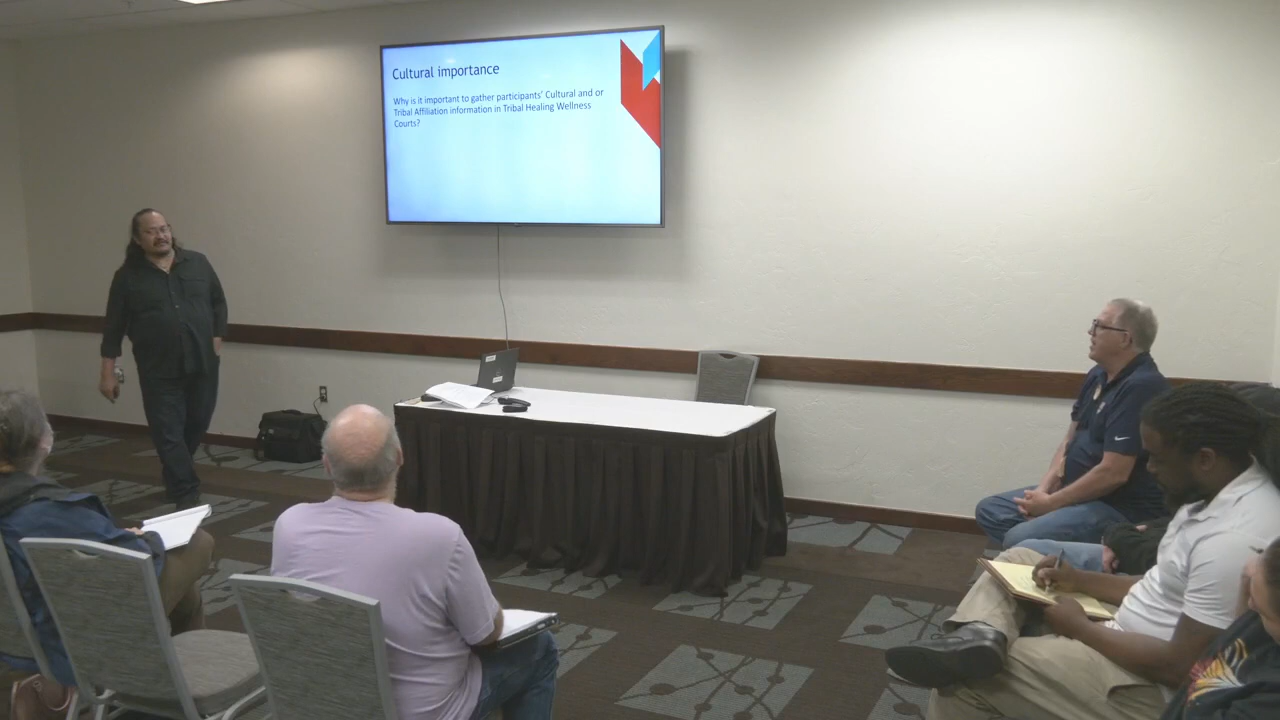 Cultural importance
Why is it important to gather participants' Cultural and or
Tribal Affiliation information in Tribal Healing Wellness
Courts?